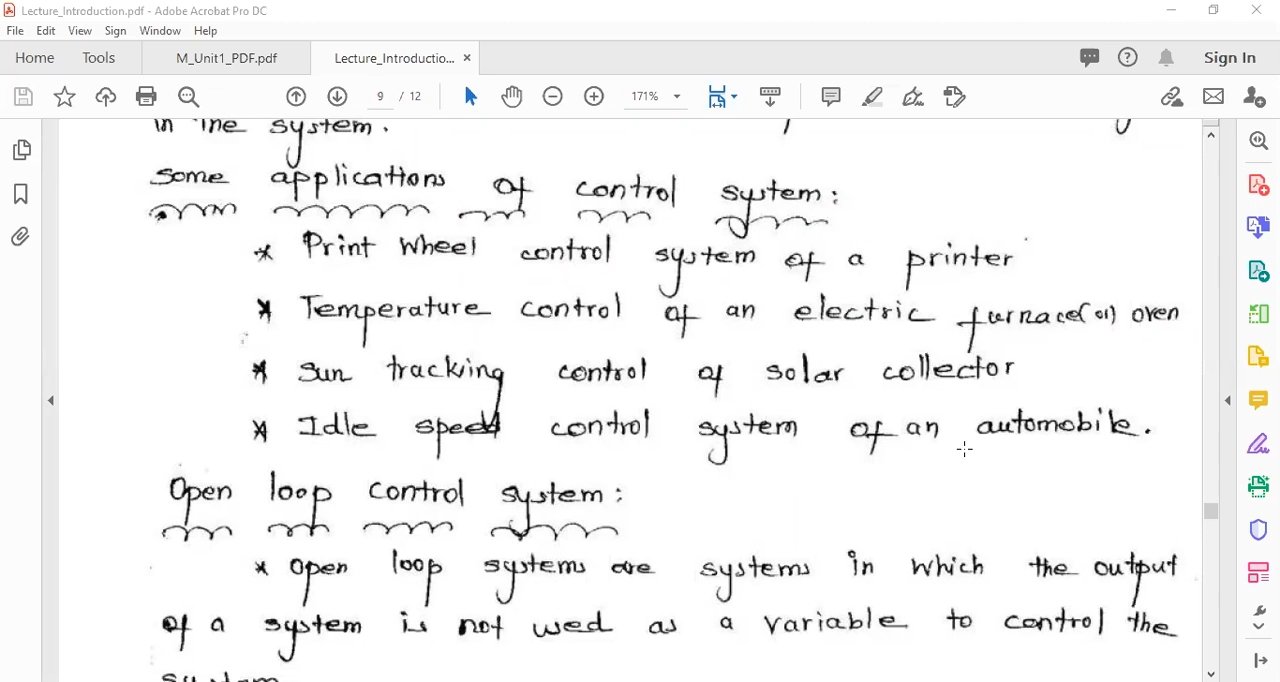 Lecture_Introduction.pdf - Adobe Acrobat Pro DC
File Edit View Sign Window Help
Home Tools M_Unit1_PDF.pdf Lecture_Introductio... × Sign In
9 / 12 171%
in the system.
Some applications of control system:
* Print wheel control system of a printer
* Temperature control of an electric furnace(or) oven
* Sun tracking control of solar collector
* Idle speed control system of an automobile.
Open loop control system:
* Open loop systems are systems in which the output
of a system is not used as a variable to control the
system